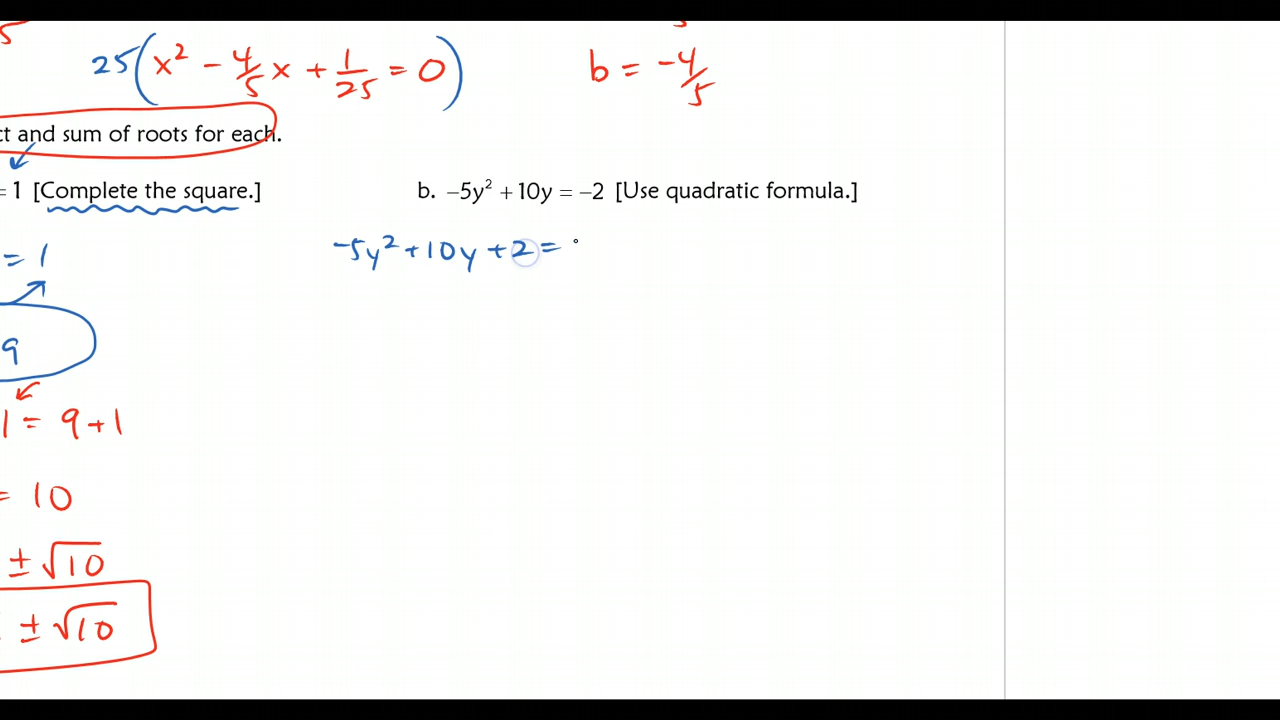 5
25(x² - 4/5 x + 1/25 = 0)
b = -4/5
ct and sum of roots for each.
= 1 [Complete the square.]
b. –5y² + 10y = –2 [Use quadratic formula.]
= 1
-5y² + 10y + 2 =
9
1 = 9 + 1
= 10
± √10
± √10